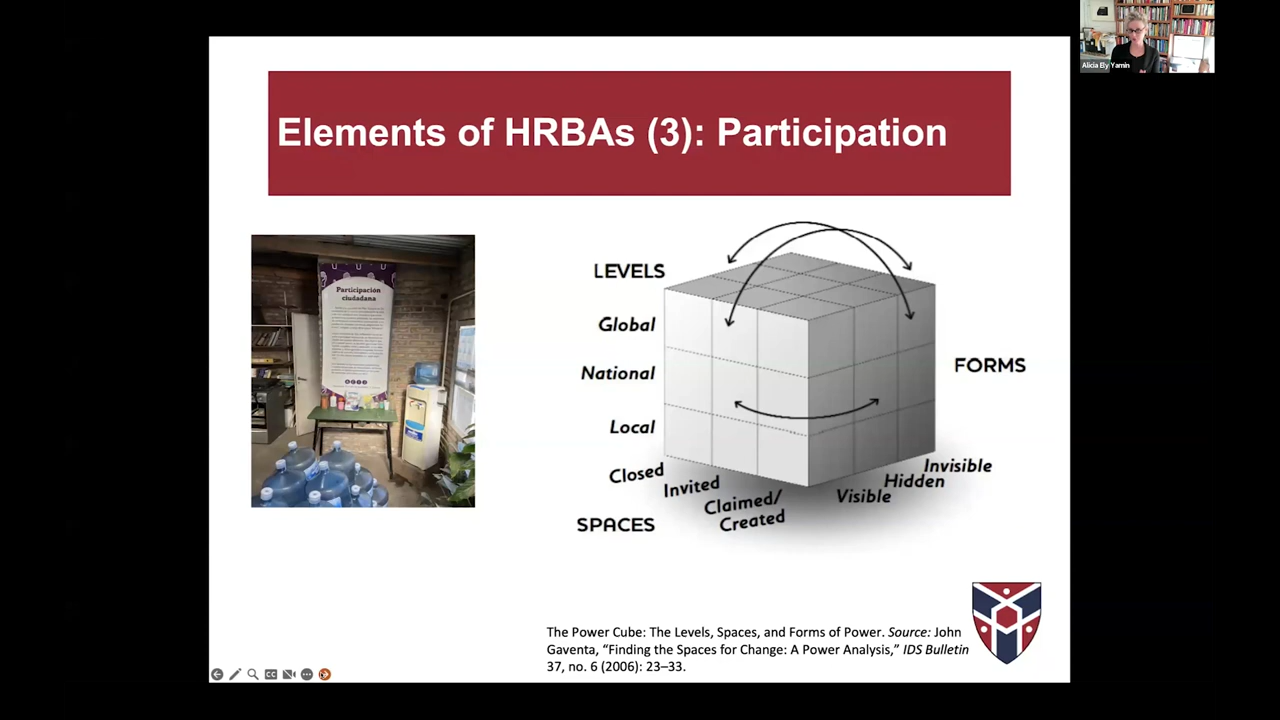 Alicia Ely Yamin
Elements of HRBAs (3): Participation
Participación
ciudadana
LEVELS
Global
National
Local
Closed
Invited
Claimed/
Created
SPACES
FORMS
Visible
Hidden
Invisible
The Power Cube: The Levels, Spaces, and Forms of Power. Source: John
Gaventa, “Finding the Spaces for Change: A Power Analysis,” IDS Bulletin
37, no. 6 (2006): 23–33.
CC